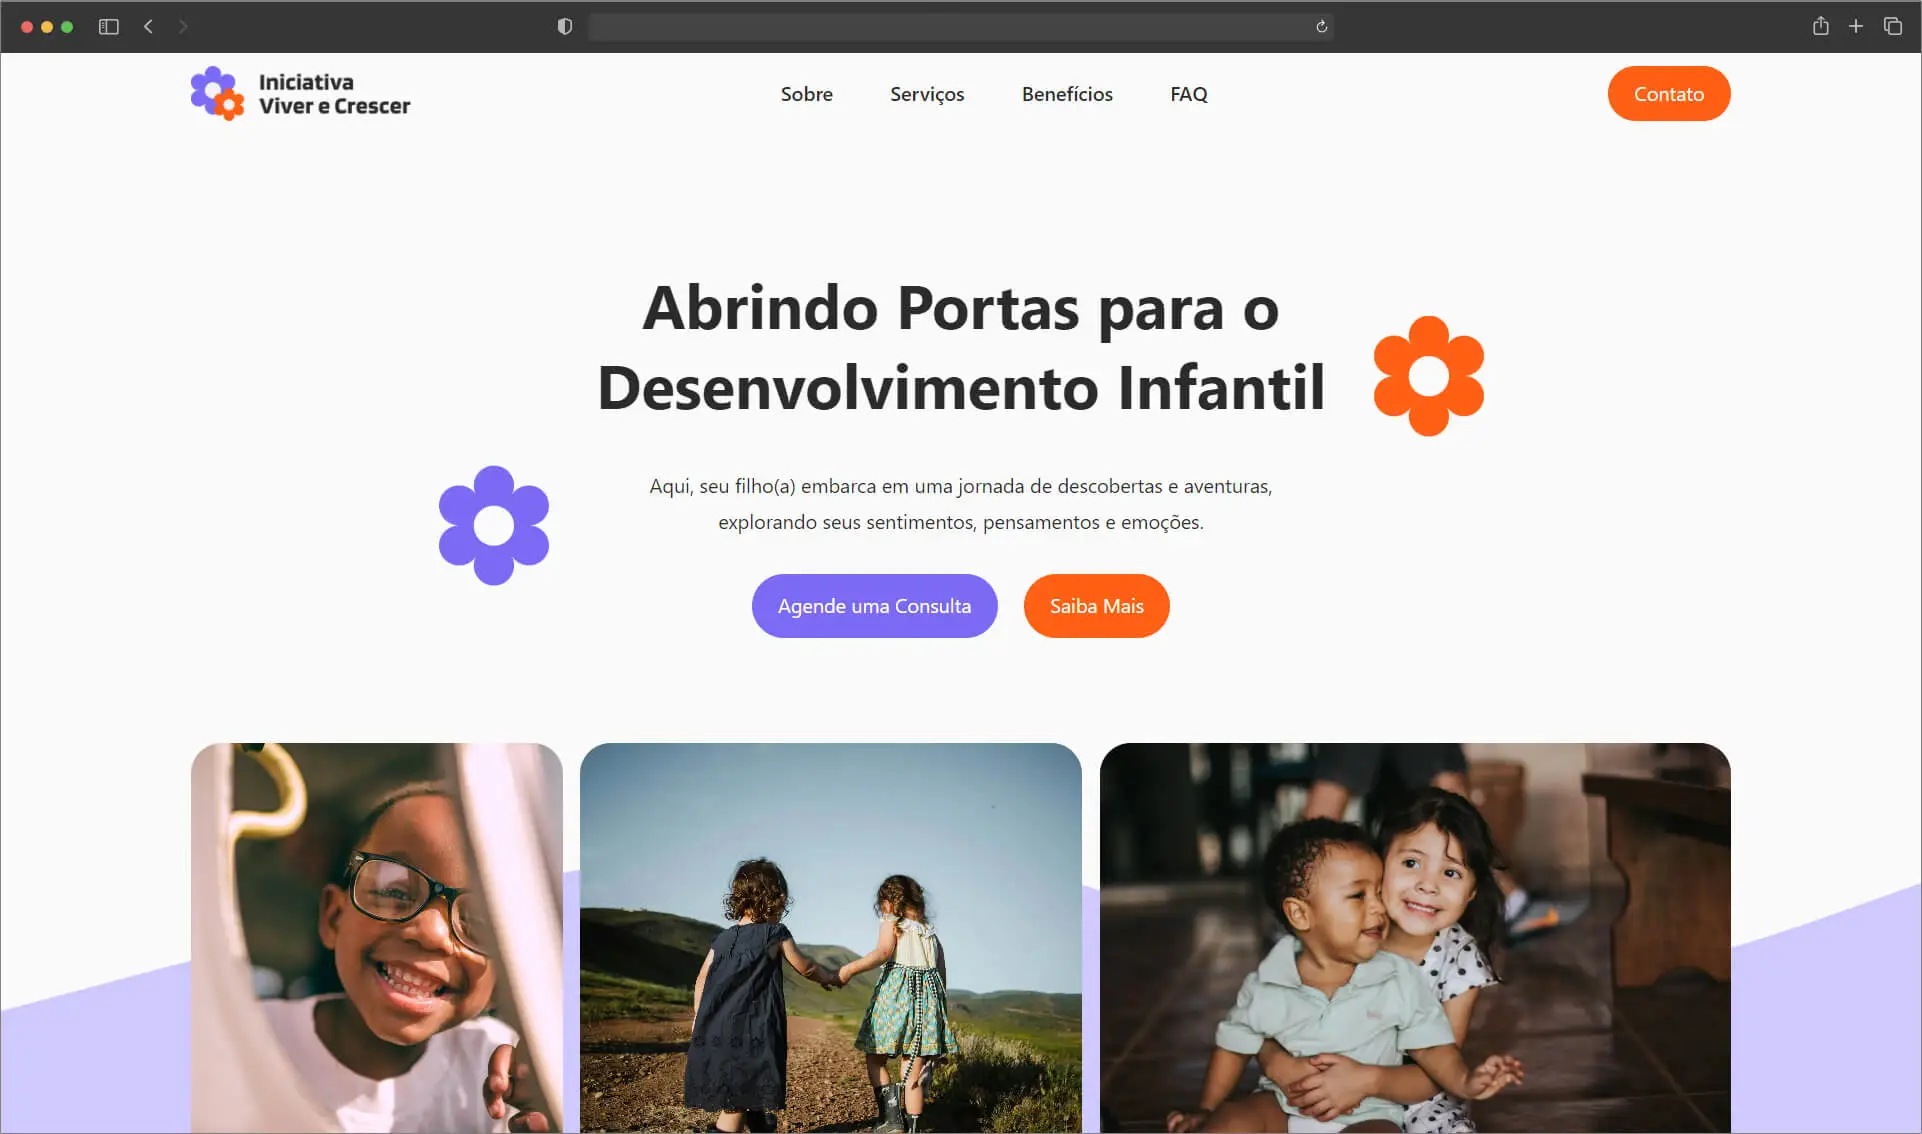 Iniciativa
Viver e Crescer
Sobre
Serviços
Benefícios
FAQ
Contato
Abrindo Portas para o
Desenvolvimento Infantil
Aqui, seu filho(a) embarca em uma jornada de descobertas e aventuras,
explorando seus sentimentos, pensamentos e emoções.
Agende uma Consulta
Saiba Mais